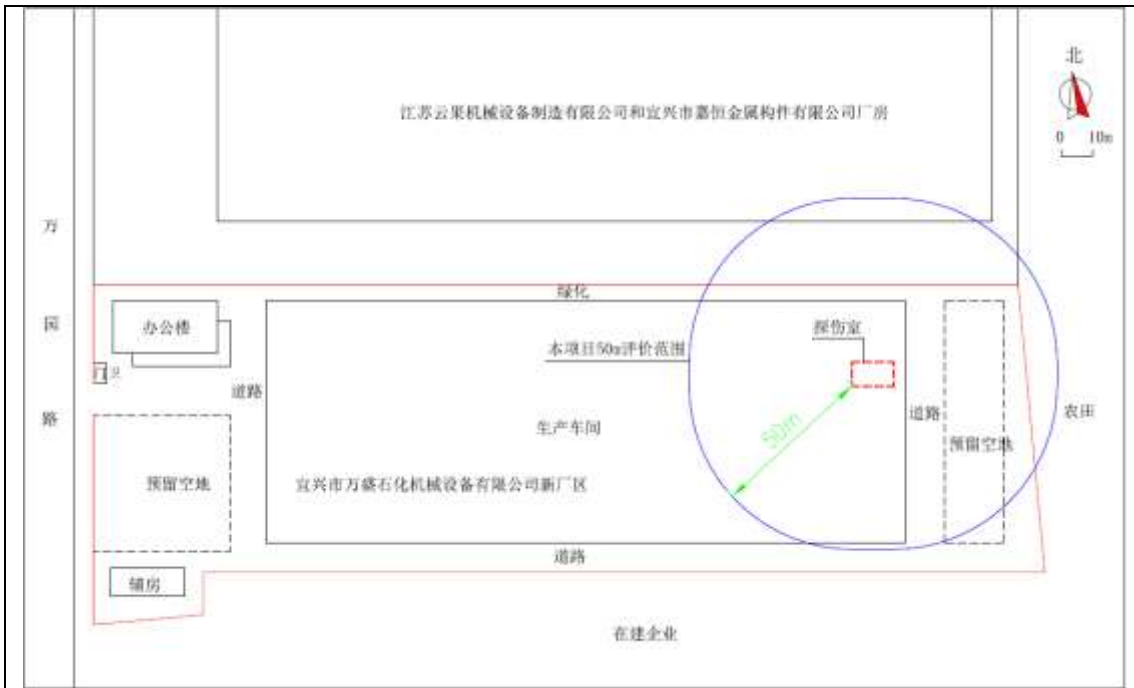 北
0 10m
江苏云果机械设备制造有限公司和宜兴市嘉恒金属构件有限公司厂房
万园路
绿化
办公楼
探伤室
本项目50m评价范围
门卫
道路
道路
农田
50m
生产车间
预留空地
预留空地
宜兴市万盛石化机械设备有限公司新厂区
道路
辅房
在建企业